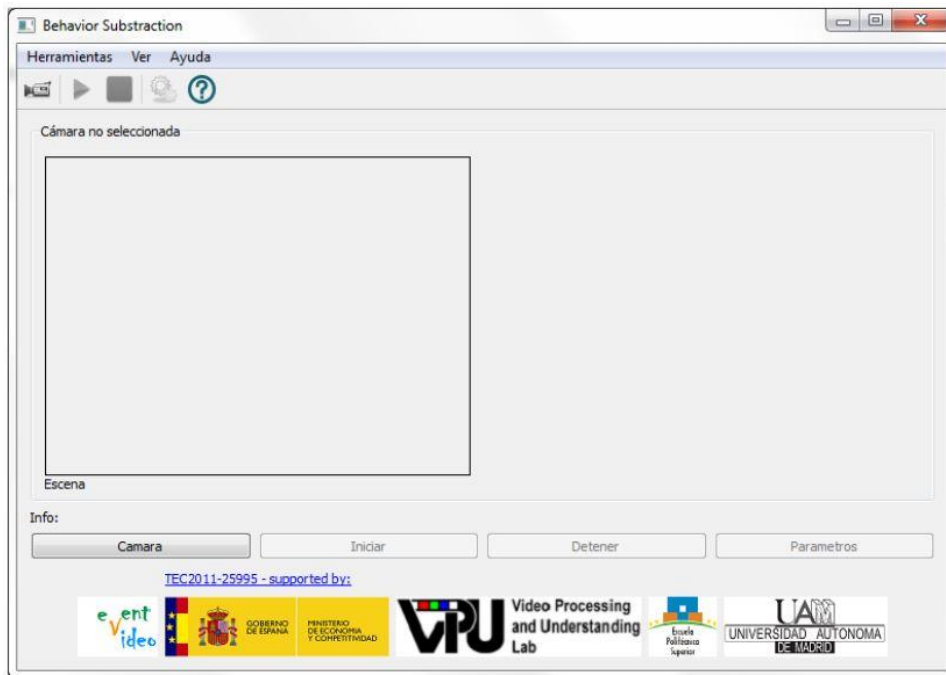 Behavior Substraction
Herramientas Ver Ayuda
Cámara no seleccionada
Escena
Info:
Camara Iniciar Detener Parametros
TEC2011-25995 - supported by:
event
video
GOBIERNO
DE ESPAÑA
MINISTERIO
DE ECONOMIA
Y COMPETITIVIDAD
VPU
Video Processing
and Understanding
Lab
Escuela
Politécnica
Superior
UAM
UNIVERSIDAD AUTONOMA
DE MADRID